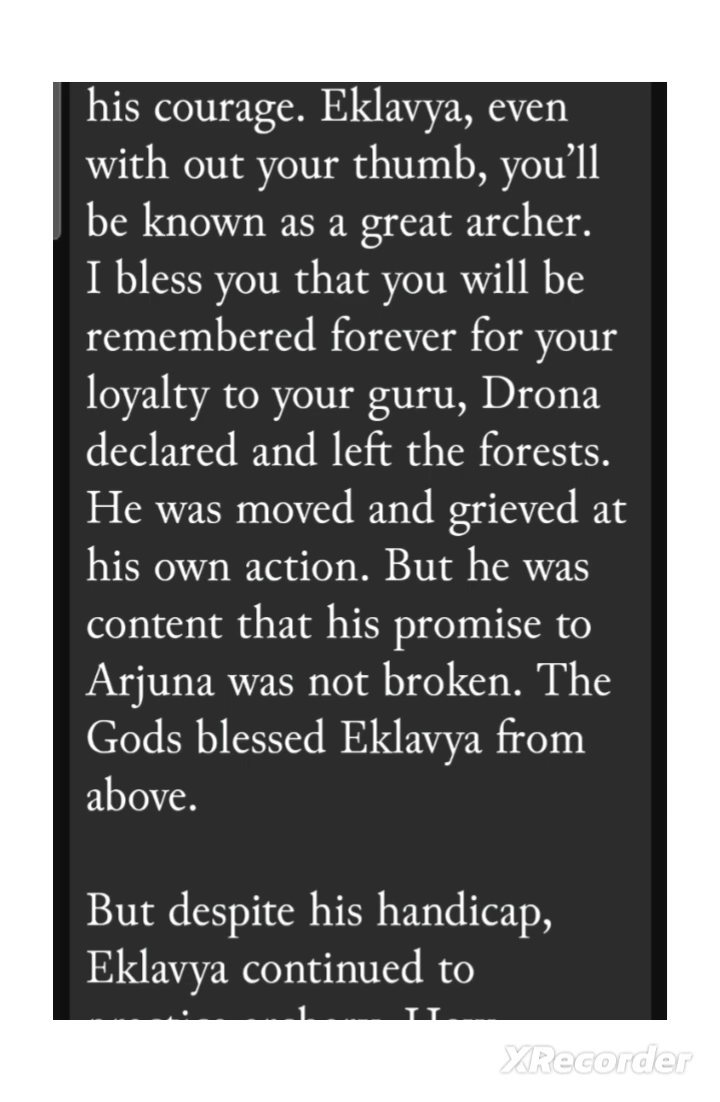 his courage. Eklavya, even
with out your thumb, you’ll
be known as a great archer.
I bless you that you will be
remembered forever for your
loyalty to your guru, Drona
declared and left the forests.
He was moved and grieved at
his own action. But he was
content that his promise to
Arjuna was not broken. The
Gods blessed Eklavya from
above.
But despite his handicap,
Eklavya continued to
XRecorder